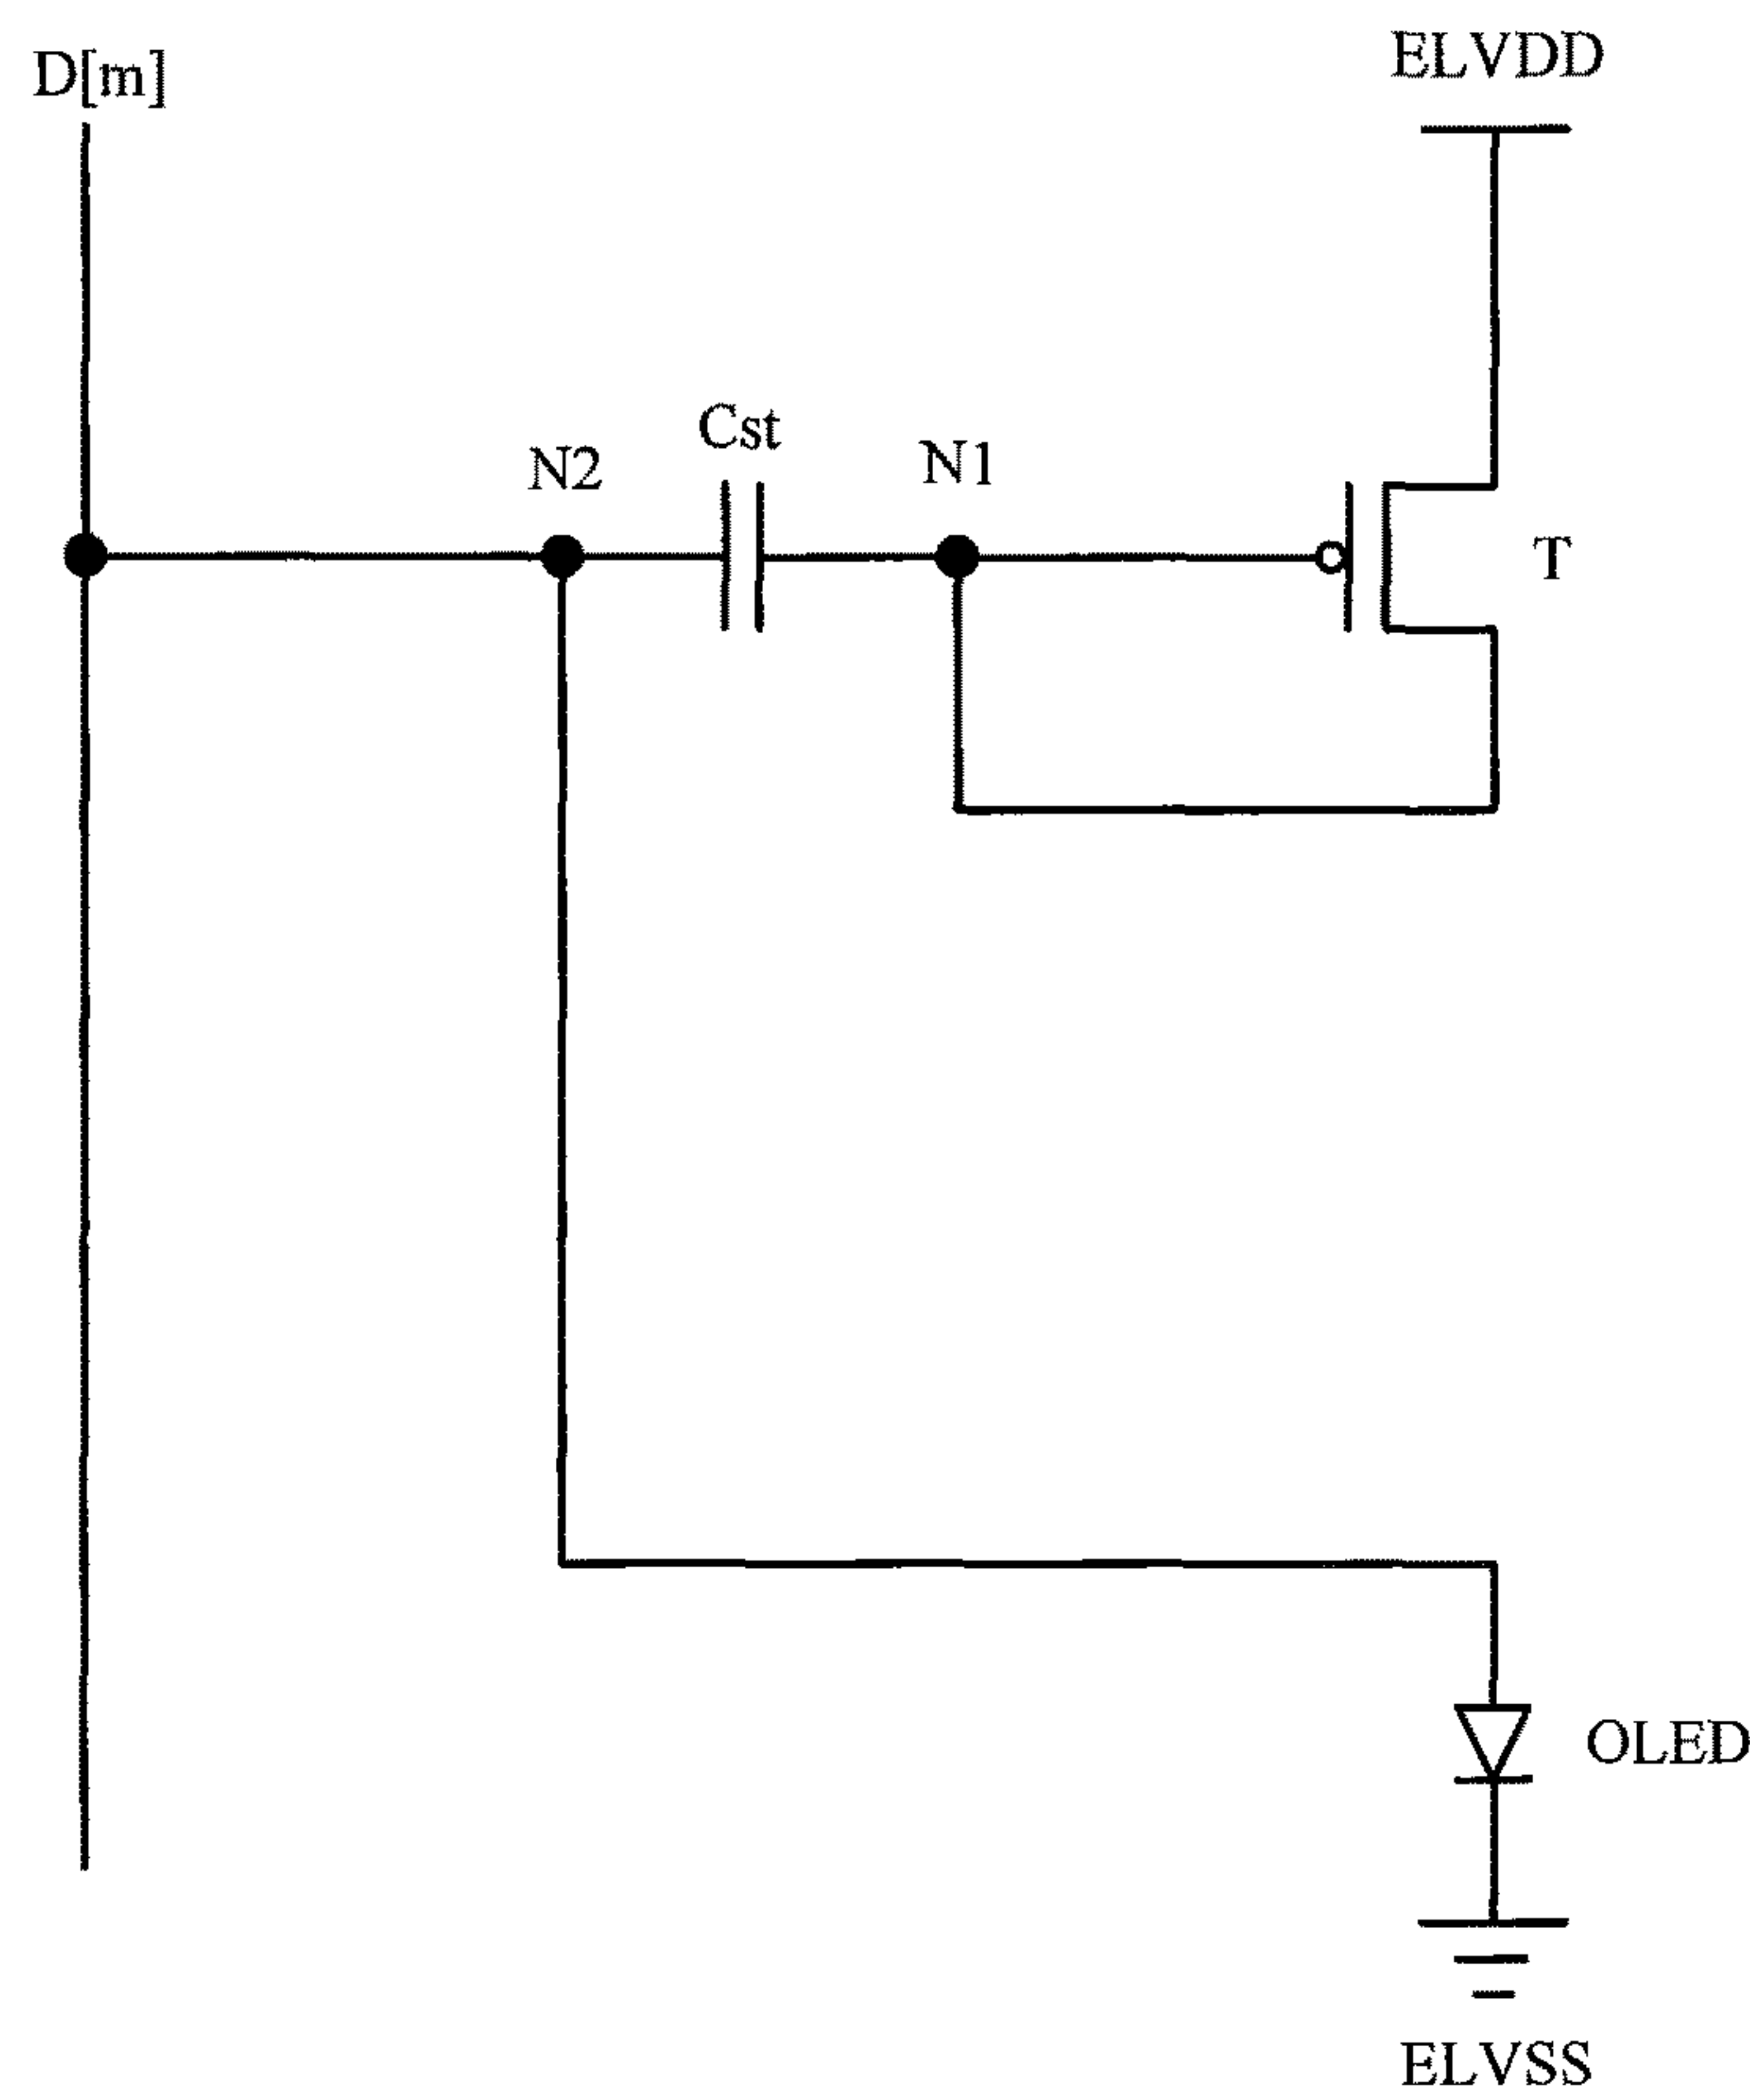 D[m]
ELVDD
Cst
N2
N1
T
OLED
ELVSS